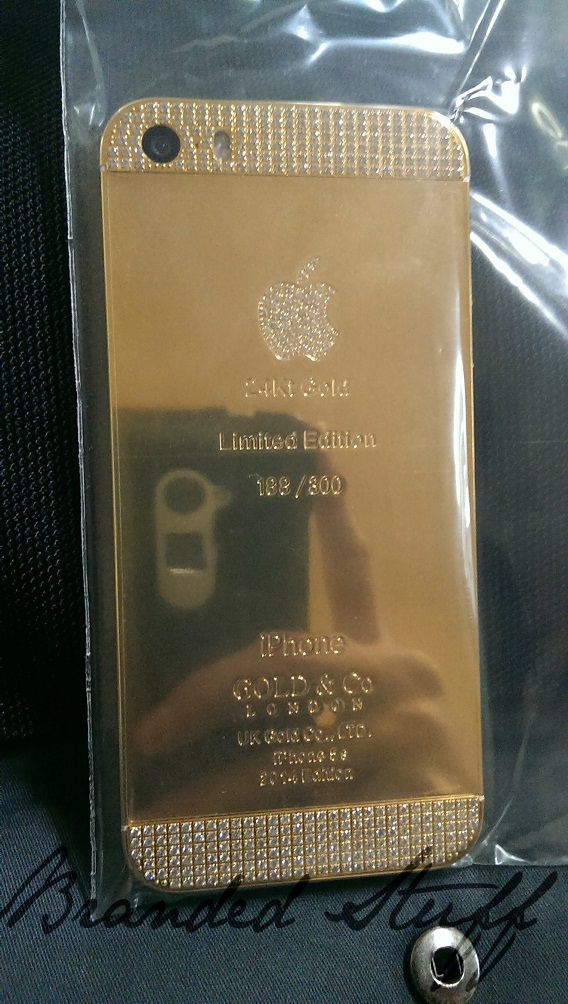 24Kt Gold
Limited Edition
188/300
iPhone
GOLD & Co
LONDON
UK Gold Co., LTD.
iPhone 5s
2014 Edition
Branded Stuff